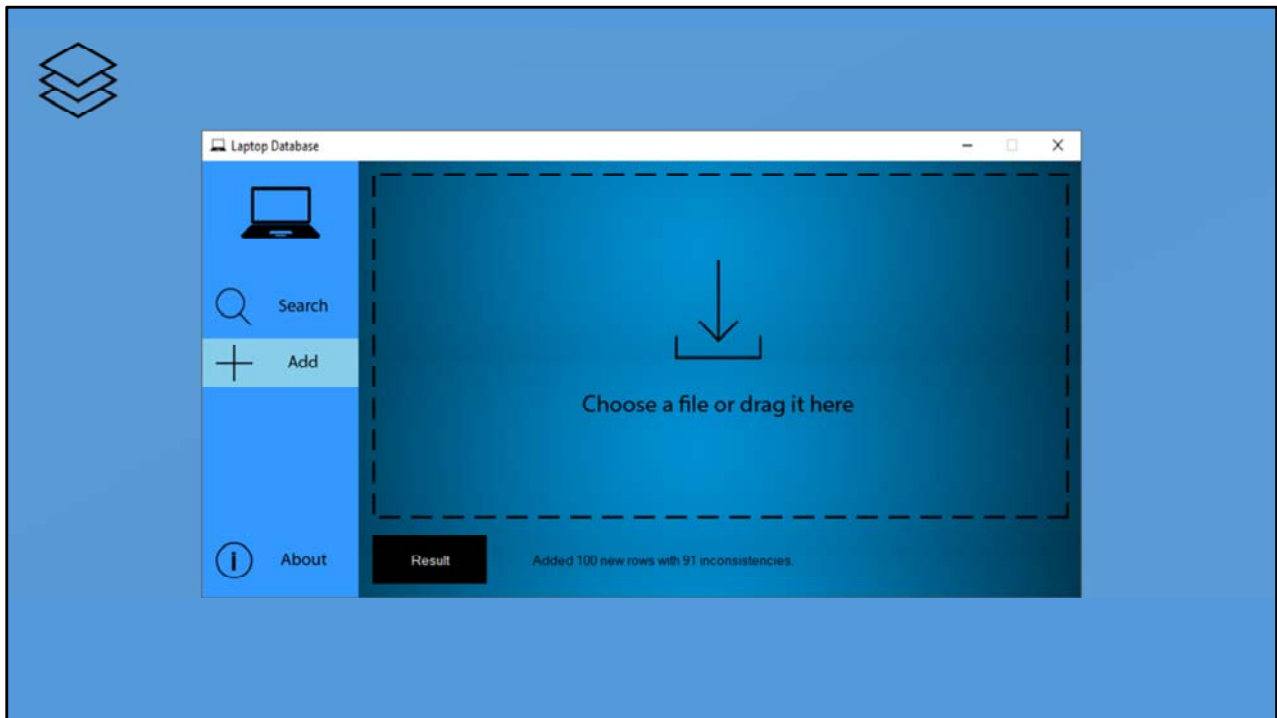 Laptop Database
Search
Add
Choose a file or drag it here
About
Result
Added 100 new rows with 91 inconsistencies.